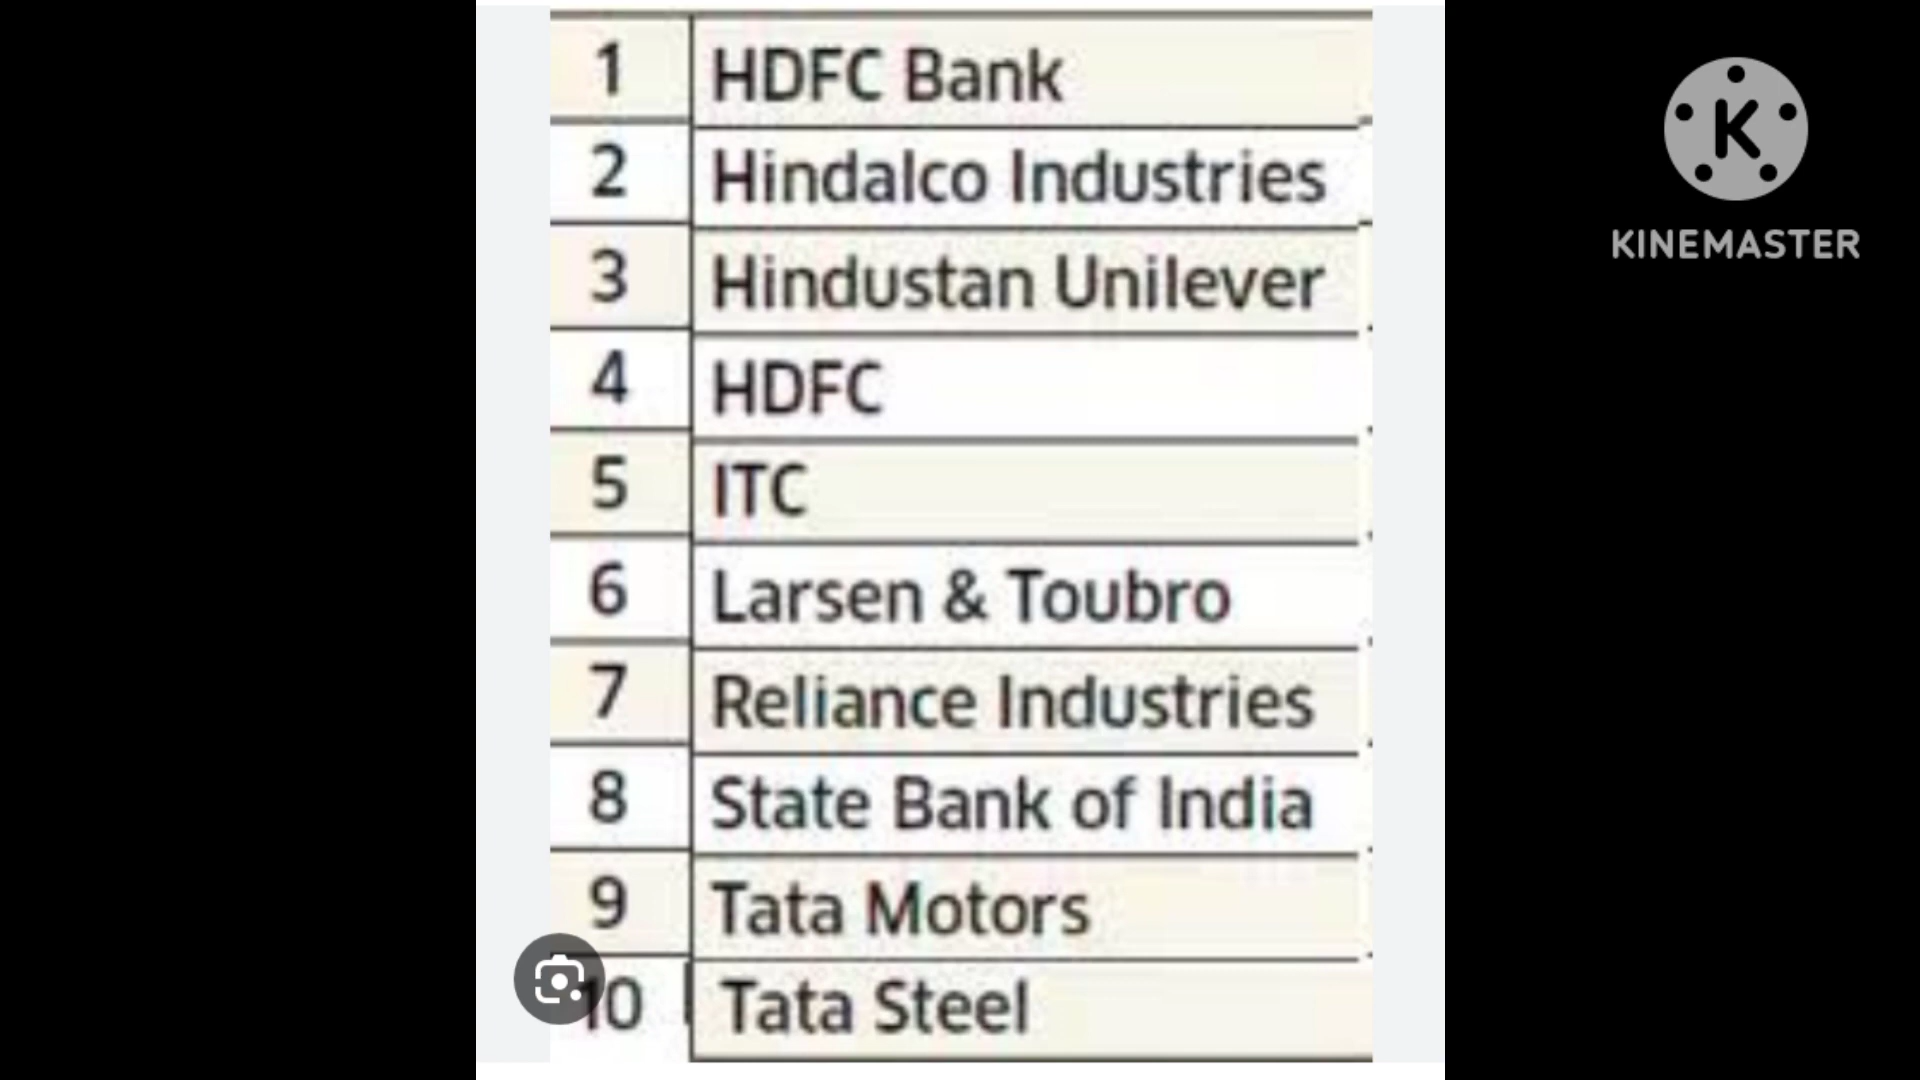 1 HDFC Bank
2 Hindalco Industries
3 Hindustan Unilever
4 HDFC
5 ITC
6 Larsen & Toubro
7 Reliance Industries
8 State Bank of India
9 Tata Motors
10 Tata Steel
K
KINEMASTER